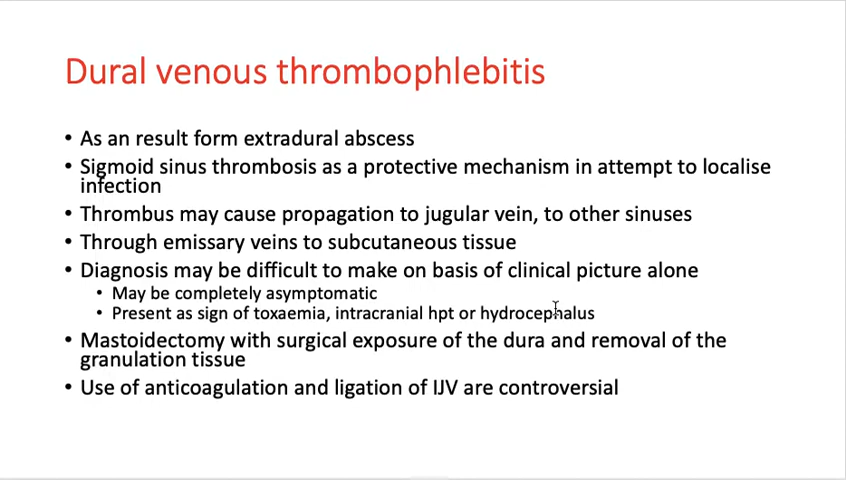 Dural venous thrombophlebitis
• As an result form extradural abscess
• Sigmoid sinus thrombosis as a protective mechanism in attempt to localise
infection
• Thrombus may cause propagation to jugular vein, to other sinuses
• Through emissary veins to subcutaneous tissue
• Diagnosis may be difficult to make on basis of clinical picture alone
• May be completely asymptomatic
• Present as sign of toxaemia, intracranial hpt or hydrocephalus
• Mastoidectomy with surgical exposure of the dura and removal of the
granulation tissue
• Use of anticoagulation and ligation of IJV are controversial